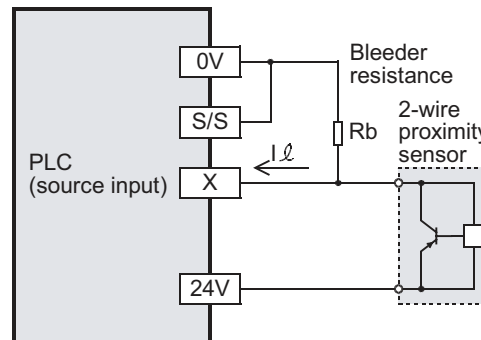 0V
S/S
PLC
(source input)
X
24V
Bleeder
resistance
Rb
Iℓ
2-wire
proximity
sensor